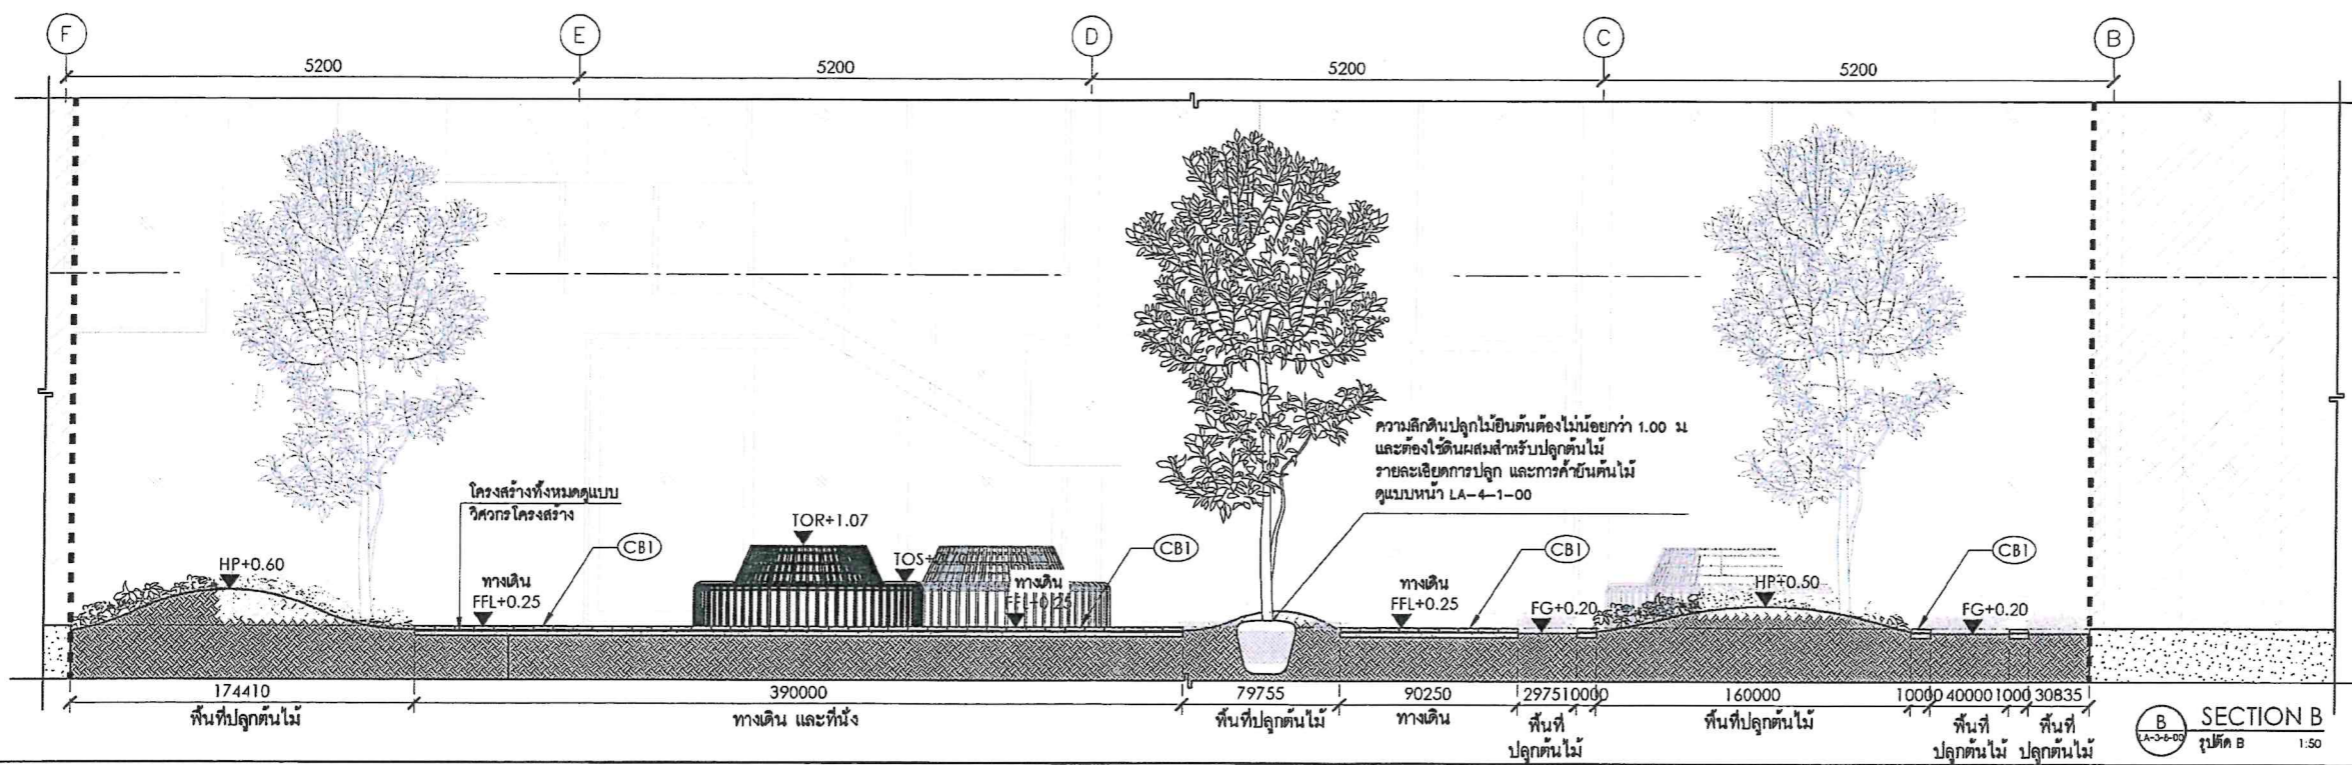 F
E
D
C
B
5200
5200
5200
5200
ความลึกดินปลูกไม้ยืนต้นต้องไม่น้อยกว่า 1.00 ม
และต้องใช้ดินผสมสำหรับปลูกต้นไม้
รายละเอียดการปลูก และการค้ำยันต้นไม้
ดูแบบหน้า LA-4-1-00
โครงสร้างทั้งหมดดูแบบ
วิศวกรโครงสร้าง
TOR+1.07
CB1
TOS+
CB1
CB1
CB1
HP+0.60
ทางเดิน
FFL+0.25
ทางเดิน
FFL+0.25
ทางเดิน
FFL+0.25
FG+0.20
HP+0.50
FG+0.20
174410
390000
79755
90250
29751
0000
160000
10000
40000
1000
30835
พื้นที่ปลูกต้นไม้
ทางเดิน และที่นั่ง
พื้นที่ปลูกต้นไม้
ทางเดิน
พื้นที่
ปลูกต้นไม้
พื้นที่ปลูกต้นไม้
พื้นที่
ปลูกต้นไม้
พื้นที่
ปลูกต้นไม้
B
LA-3-6-00
SECTION B
รูปตัด B 1:50